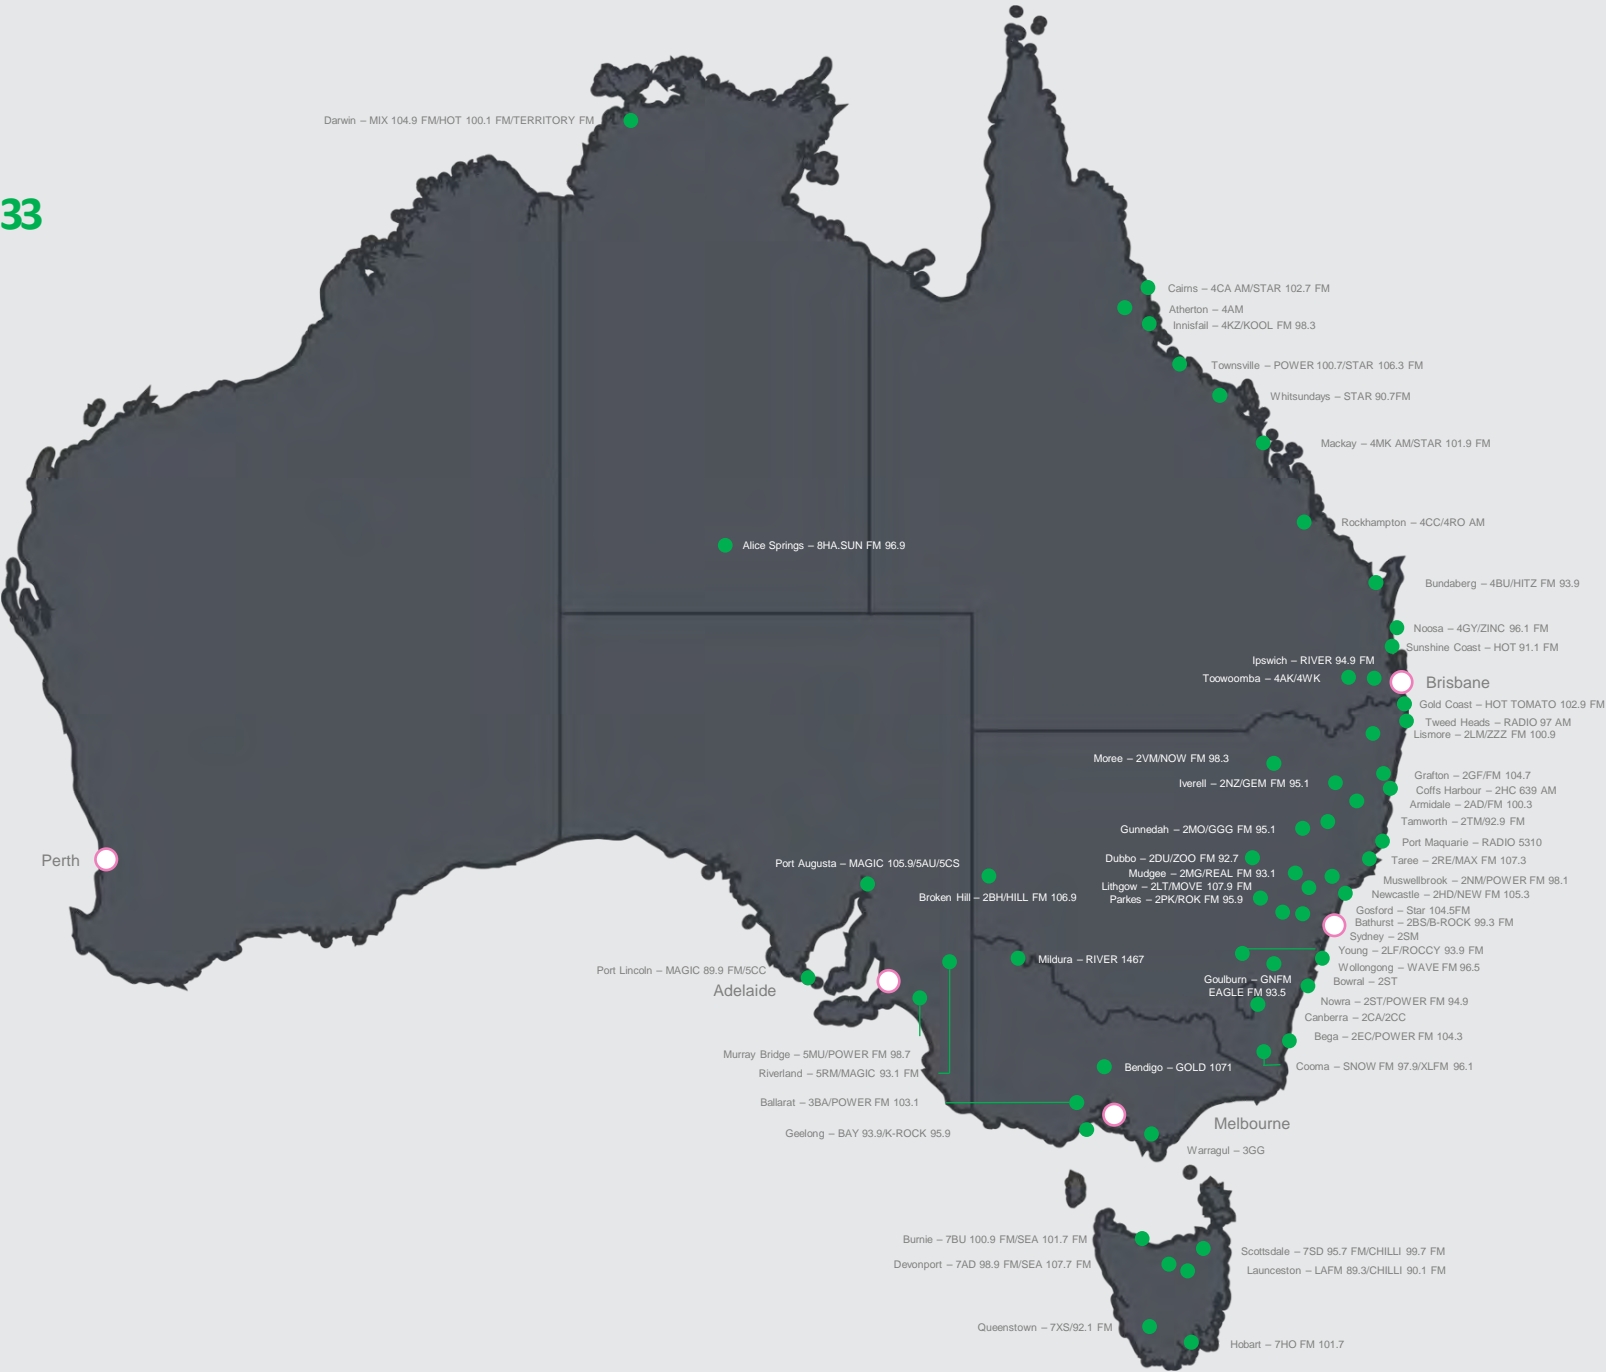 Darwin – MIX 104.9 FM/HOT 100.1 FM/TERRITORY FM
33
Cairns – 4CA AM/STAR 102.7 FM
Atherton – 4AM
Innisfail – 4KZ/KOOL FM 98.3
Townsville – POWER 100.7/STAR 106.3 FM
Whitsundays – STAR 90.7FM
Mackay – 4MK AM/STAR 101.9 FM
Rockhampton – 4CC/4RO AM
Alice Springs – 8HA.SUN FM 96.9
Bundaberg – 4BU/HITZ FM 93.9
Noosa – 4GY/ZINC 96.1 FM
Sunshine Coast – HOT 91.1 FM
Ipswich – RIVER 94.9 FM
Toowoomba – 4AK/4WK
Brisbane
Gold Coast – HOT TOMATO 102.9 FM
Tweed Heads – RADIO 97 AM
Lismore – 2LM/ZZZ FM 100.9
Moree – 2VM/NOW FM 98.3
Iverell – 2NZ/GEM FM 95.1
Grafton – 2GF/FM 104.7
Coffs Harbour – 2HC 639 AM
Armidale – 2AD/FM 100.3
Tamworth – 2TM/92.9 FM
Gunnedah – 2MO/GGG FM 95.1
Port Maquarie – RADIO 5310
Taree – 2RE/MAX FM 107.3
Perth
Port Augusta – MAGIC 105.9/5AU/5CS
Dubbo – 2DU/ZOO FM 92.7
Mudgee – 2MG/REAL FM 93.1
Lithgow – 2LT/MOVE 107.9 FM
Parkes – 2PK/ROK FM 95.9
Broken Hill – 2BH/HILL FM 106.9
Muswellbrook – 2NM/POWER FM 98.1
Newcastle – 2HD/NEW FM 105.3
Gosford – Star 104.5FM
Bathurst – 2BS/B-ROCK 99.3 FM
Sydney – 2SM
Young – 2LF/ROCCY 93.9 FM
Wollongong – WAVE FM 96.5
Bowral – 2ST
Mildura – RIVER 1467
Port Lincoln – MAGIC 89.9 FM/5CC
Adelaide
Goulburn – GNFM
EAGLE FM 93.5
Nowra – 2ST/POWER FM 94.9
Canberra – 2CA/2CC
Bega – 2EC/POWER FM 104.3
Cooma – SNOW FM 97.9/XLFM 96.1
Murray Bridge – 5MU/POWER FM 98.7
Riverland – 5RM/MAGIC 93.1 FM
Bendigo – GOLD 1071
Ballarat – 3BA/POWER FM 103.1
Melbourne
Geelong – BAY 93.9/K-ROCK 95.9
Warragul – 3GG
Burnie – 7BU 100.9 FM/SEA 101.7 FM
Scottsdale – 7SD 95.7 FM/CHILLI 99.7 FM
Devonport – 7AD 98.9 FM/SEA 107.7 FM
Launceston – LAFM 89.3/CHILLI 90.1 FM
Queenstown – 7XS/92.1 FM
Hobart – 7HO FM 101.7